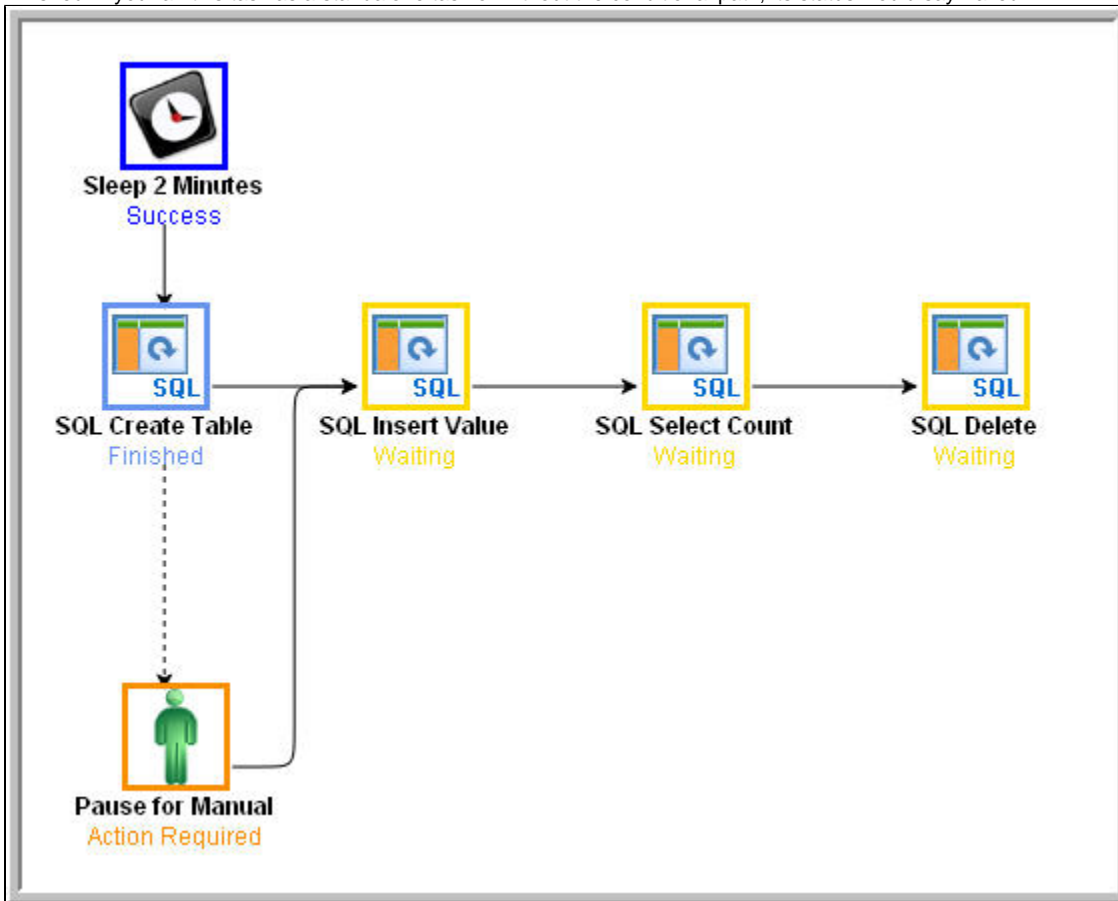 Sleep 2 Minutes
Success
SQL
SQL Create Table
Finished
SQL
SQL Insert Value
Waiting
SQL
SQL Select Count
Waiting
SQL
SQL Delete
Waiting
Pause for Manual
Action Required